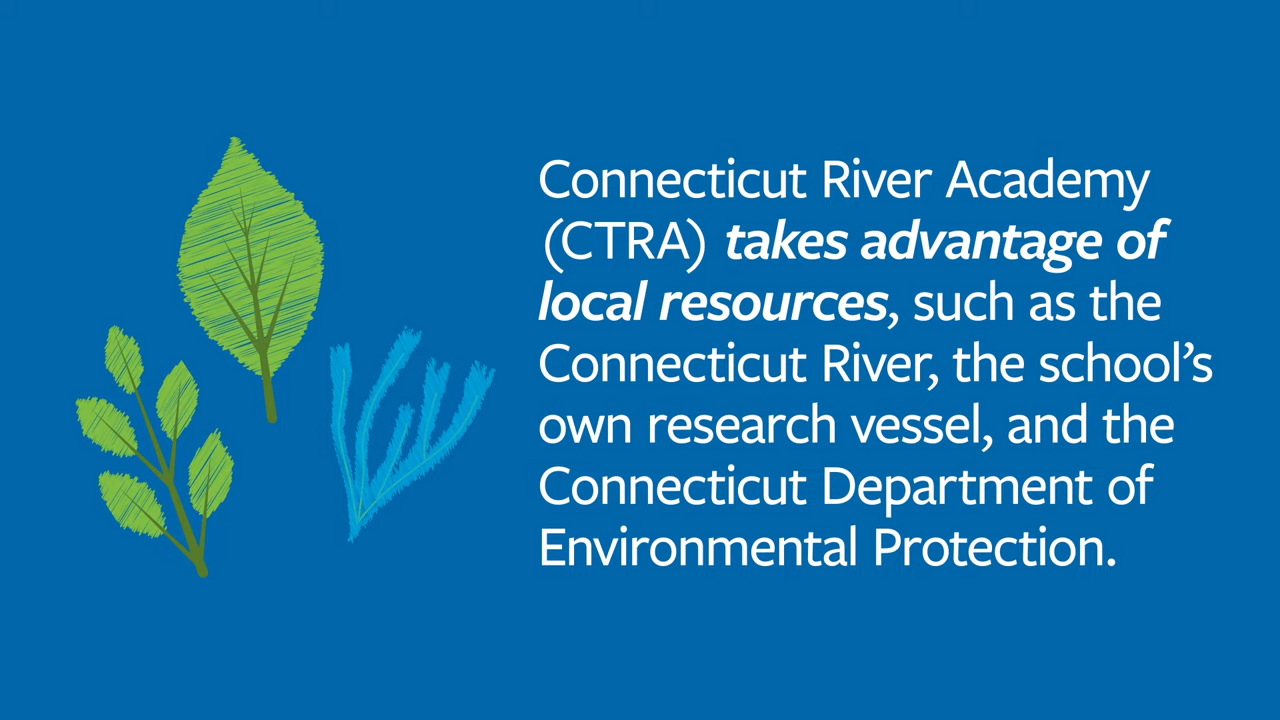 Connecticut River Academy
(CTRA) takes advantage of
local resources, such as the
Connecticut River, the school’s
own research vessel, and the
Connecticut Department of
Environmental Protection.